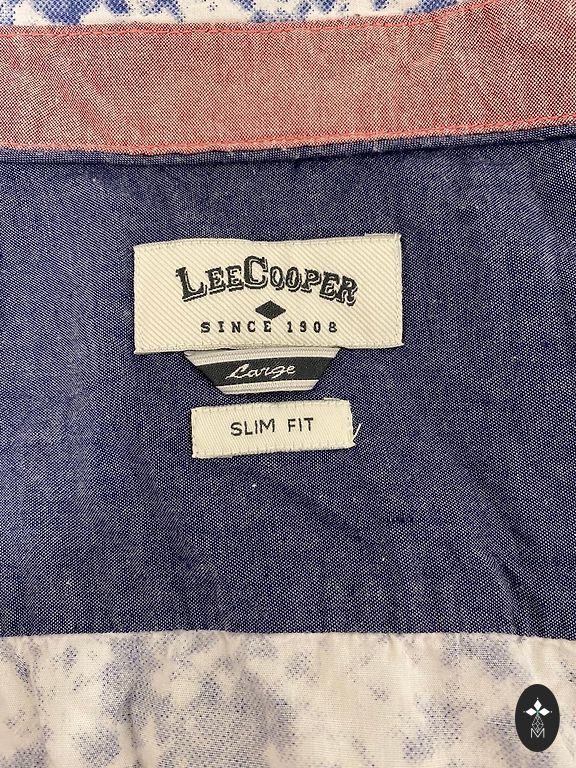 LEECOOPER
SINCE 1908
Large
SLIM FIT
M